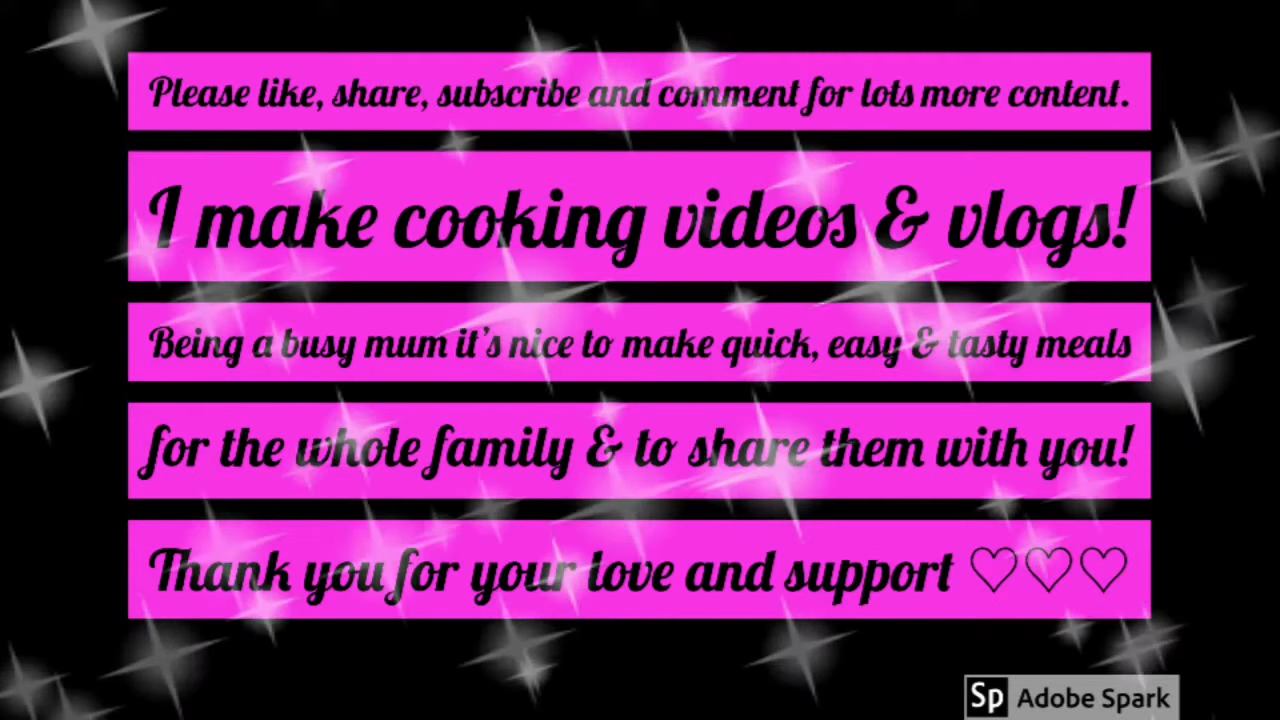 Please like, share, subscribe and comment for lots more content.
I make cooking videos & vlogs!
Being a busy mum it's nice to make quick, easy & tasty meals
for the whole family & to share them with you!
Thank you for your love and support ♡♡♡
Sp Adobe Spark